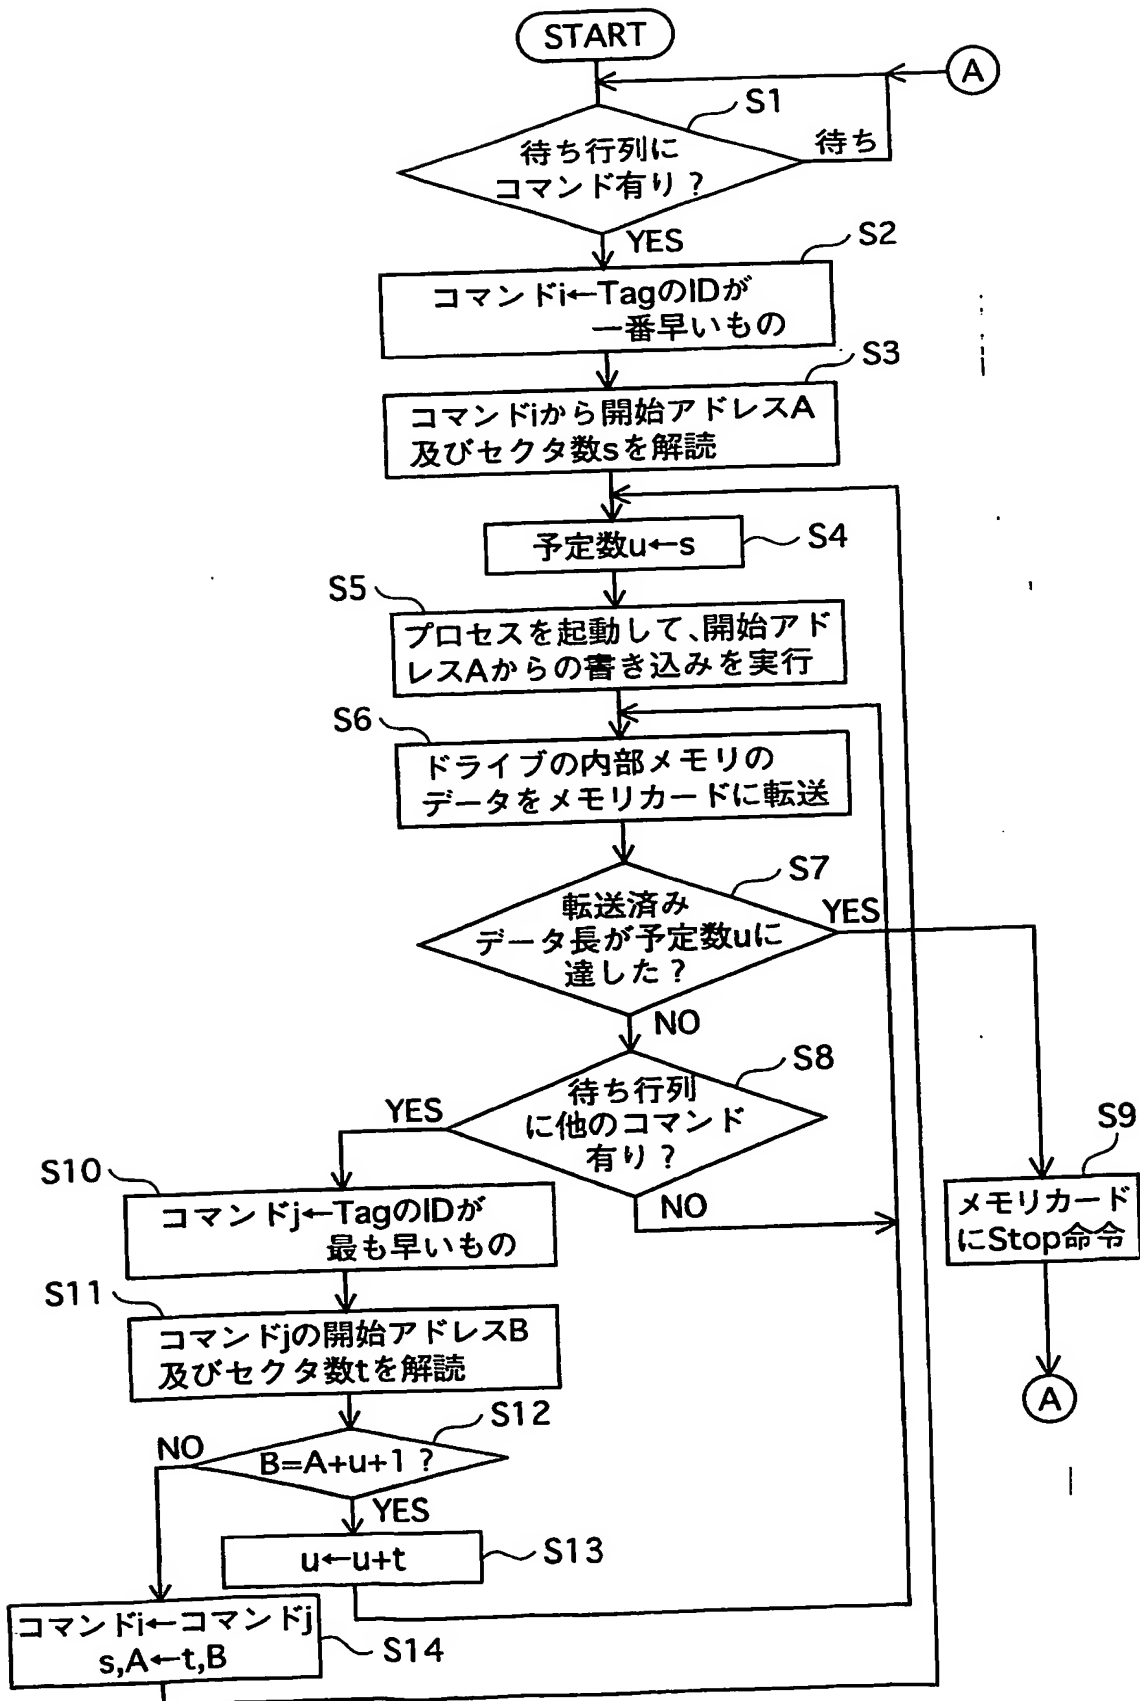 START
A
S1
待ち行列に
コマンド有り？
待ち
YES
S2
コマンドi←TagのIDが
一番早いもの
S3
コマンドiから開始アドレスA
及びセクタ数sを解読
予定数u←s
S4
S5
プロセスを起動して、開始アド
レスAからの書き込みを実行
S6
ドライブの内部メモリの
データをメモリカードに転送
S7
転送済み
データ長が予定数uに
達した？
YES
NO
S8
待ち行列
に他のコマンド
有り？
YES
NO
S9
メモリカード
にStop命令
A
S10
コマンドj←TagのIDが
最も早いもの
S11
コマンドjの開始アドレスB
及びセクタ数tを解読
S12
B=A+u+1？
NO
YES
u←u+t
S13
コマンドi←コマンドj
s,A←t,B
S14